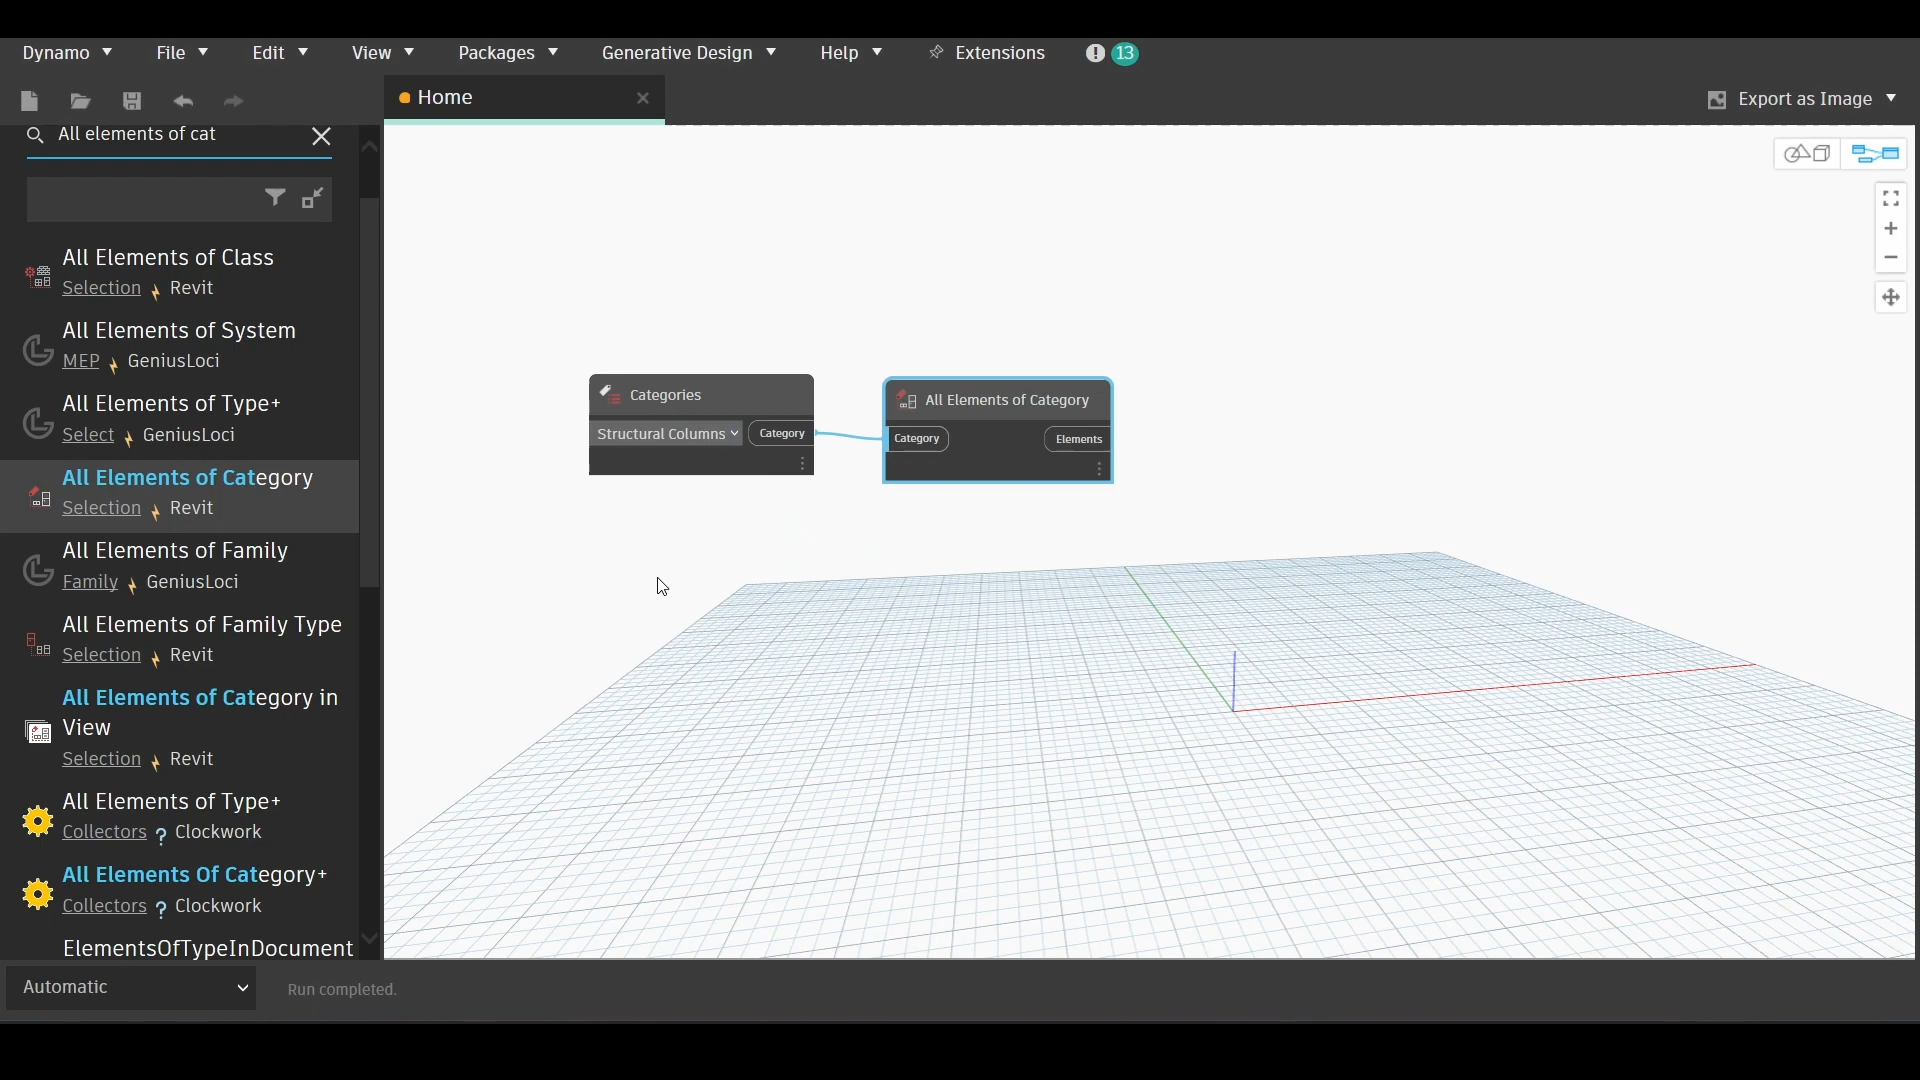 Dynamo File Edit View Packages Generative Design Help Extensions ! 13
Home
Export as Image
All elements of cat
All Elements of Class
Selection Revit
All Elements of System
MEP GeniusLoci
All Elements of Type+
Select GeniusLoci
All Elements of Category
Selection Revit
All Elements of Family
Family GeniusLoci
All Elements of Family Type
Selection Revit
All Elements of Category in
View
Selection Revit
All Elements of Type+
Collectors ? Clockwork
All Elements Of Category+
Collectors ? Clockwork
ElementsOfTypeInDocument
Categories
Structural Columns Category
All Elements of Category
Category Elements
Automatic
Run completed.